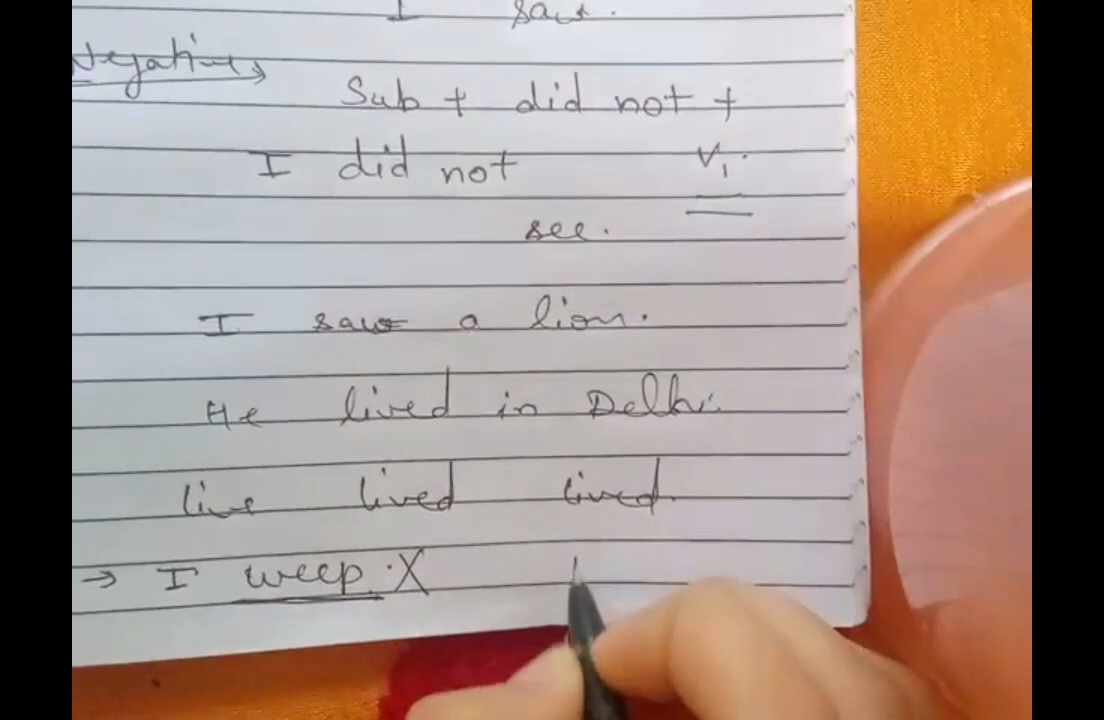 I saw.
Negative→
Sub + did not +
I did not V₁.
see.
I saw a lion.
He lived in Delhi.
live lived lived.
→ I weep. X